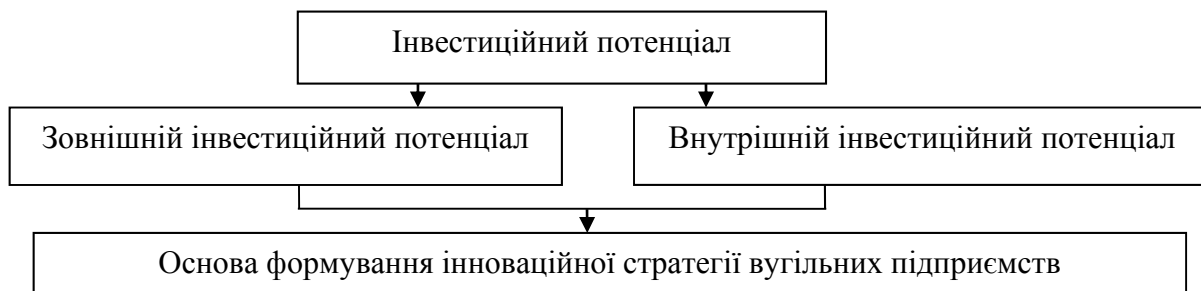 Інвестиційний потенціал
Зовнішній інвестиційний потенціал
Внутрішній інвестиційний потенціал
Основа формування інноваційної стратегії вугільних підприємств